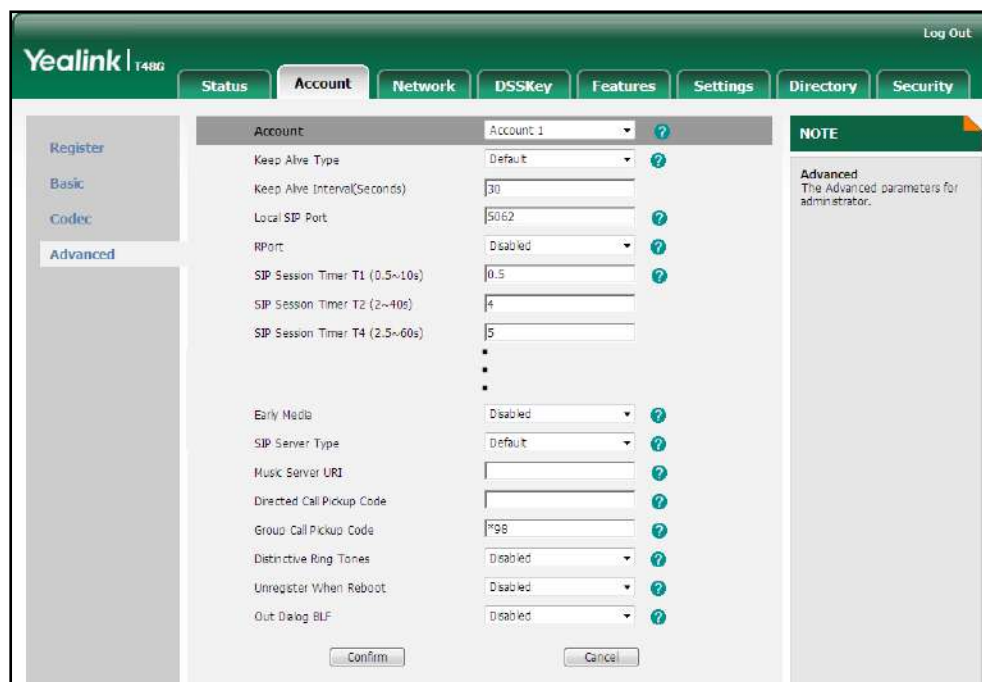 Log Out
Yealink | T48G
Status Account Network DSSKey Features Settings Directory Security
Register
Basic
Codec
Advanced
Account Account 1 ?
Keep Alive Type Default ?
Keep Alive Interval(Seconds) 30
Local SIP Port 5062 ?
RPort Disabled ?
SIP Session Timer T1 (0.5~10s) 0.5 ?
SIP Session Timer T2 (2~40s) 4
SIP Session Timer T4 (2.5~60s) 5
Early Media Disabled ?
SIP Server Type Default ?
Music Server URI ?
Directed Call Pickup Code ?
Group Call Pickup Code *98 ?
Distinctive Ring Tones Disabled ?
Unregister When Reboot Disabled ?
Out Dialog BLF Disabled ?
Confirm Cancel
NOTE
Advanced
The Advanced parameters for
administrator.